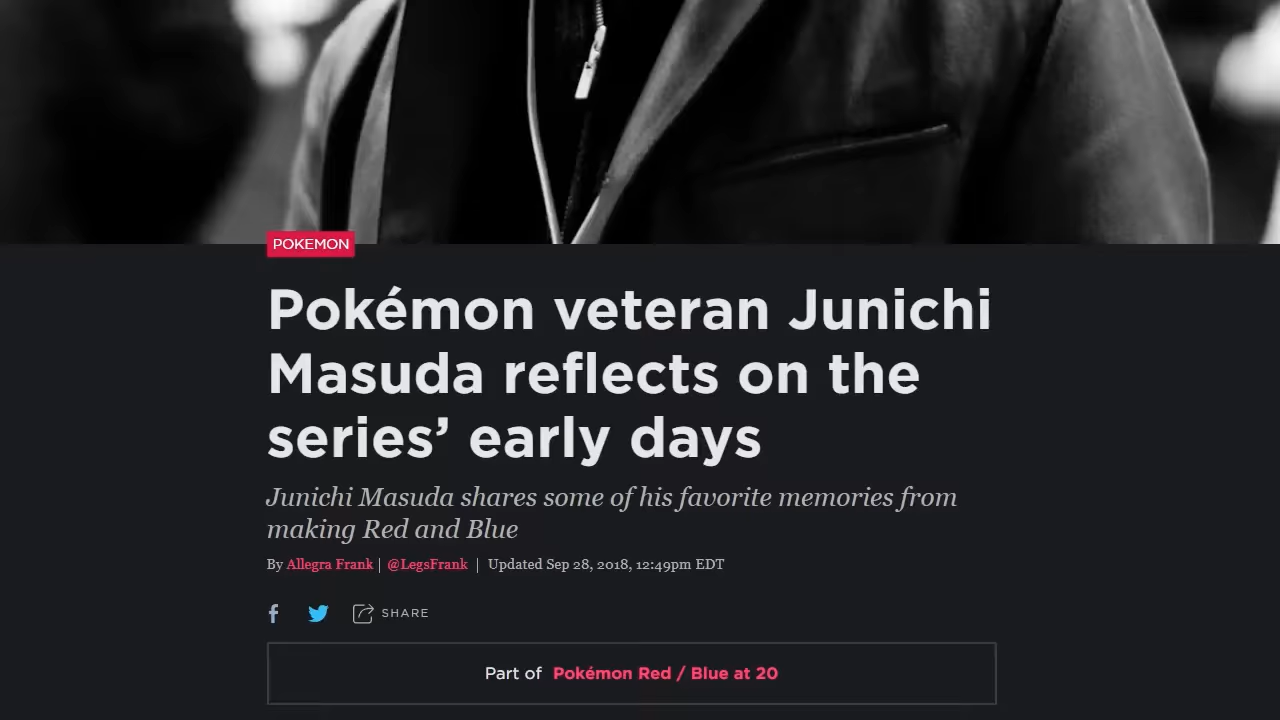 POKEMON
Pokémon veteran Junichi
Masuda reflects on the
series’ early days
Junichi Masuda shares some of his favorite memories from
making Red and Blue
By Allegra Frank | @LegsFrank | Updated Sep 28, 2018, 12:49pm EDT
SHARE
Part of Pokémon Red / Blue at 20